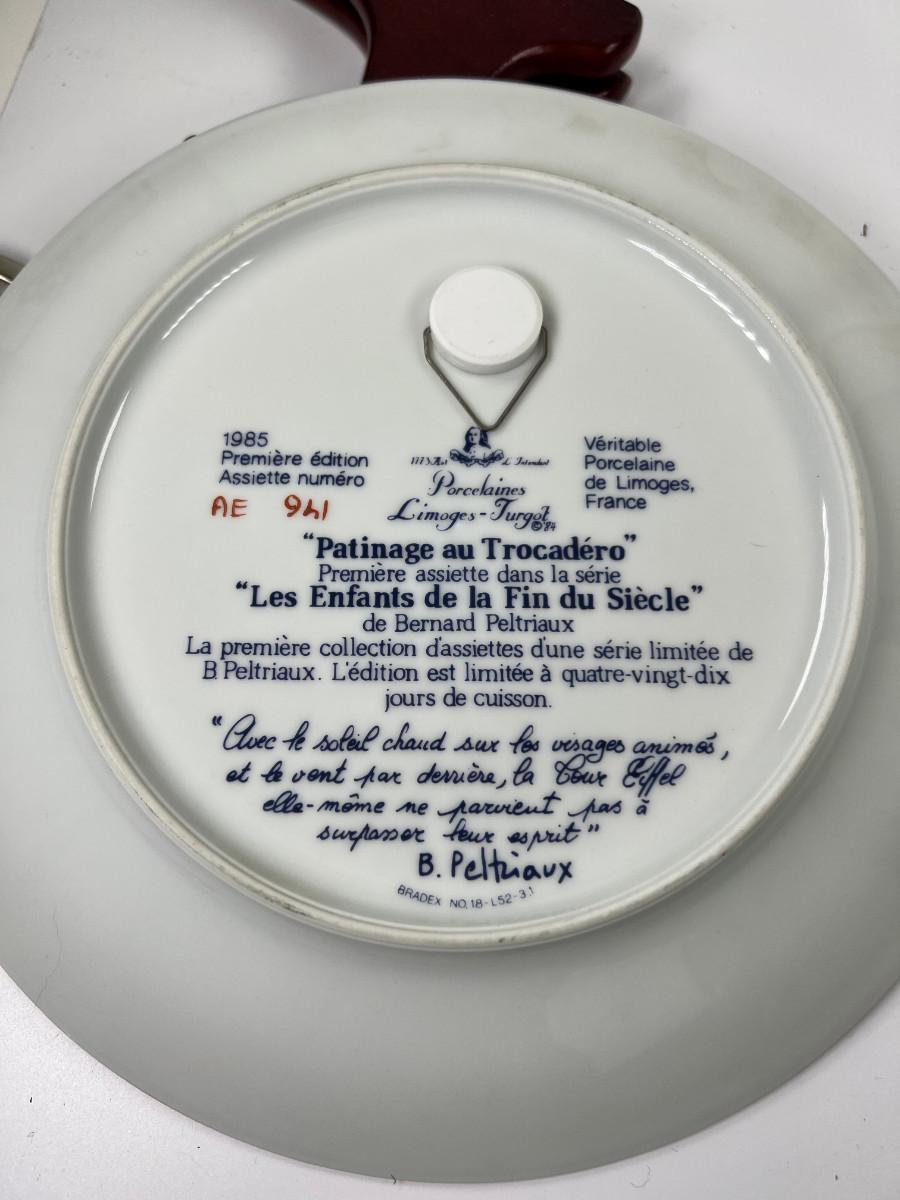 1985
Première édition
Assiette numéro
AE 941
Porcelaines
Limoges-Turgot
©'84
Véritable
Porcelaine
de Limoges,
France
“Patinage au Trocadéro”
Première assiette dans la série
“Les Enfants de la Fin du Siècle”
de Bernard Peltriaux
La première collection d'assiettes d'une série limitée de
B. Peltriaux. L'édition est limitée à quatre-vingt-dix
jours de cuisson.
“Avec le soleil chaud sur les visages animés,
et le vent par derrière, la Tour Eiffel
elle-même ne parvient pas à
surpasser leur esprit”
B. Peltriaux
BRADEX NO. 18-L52-3.1